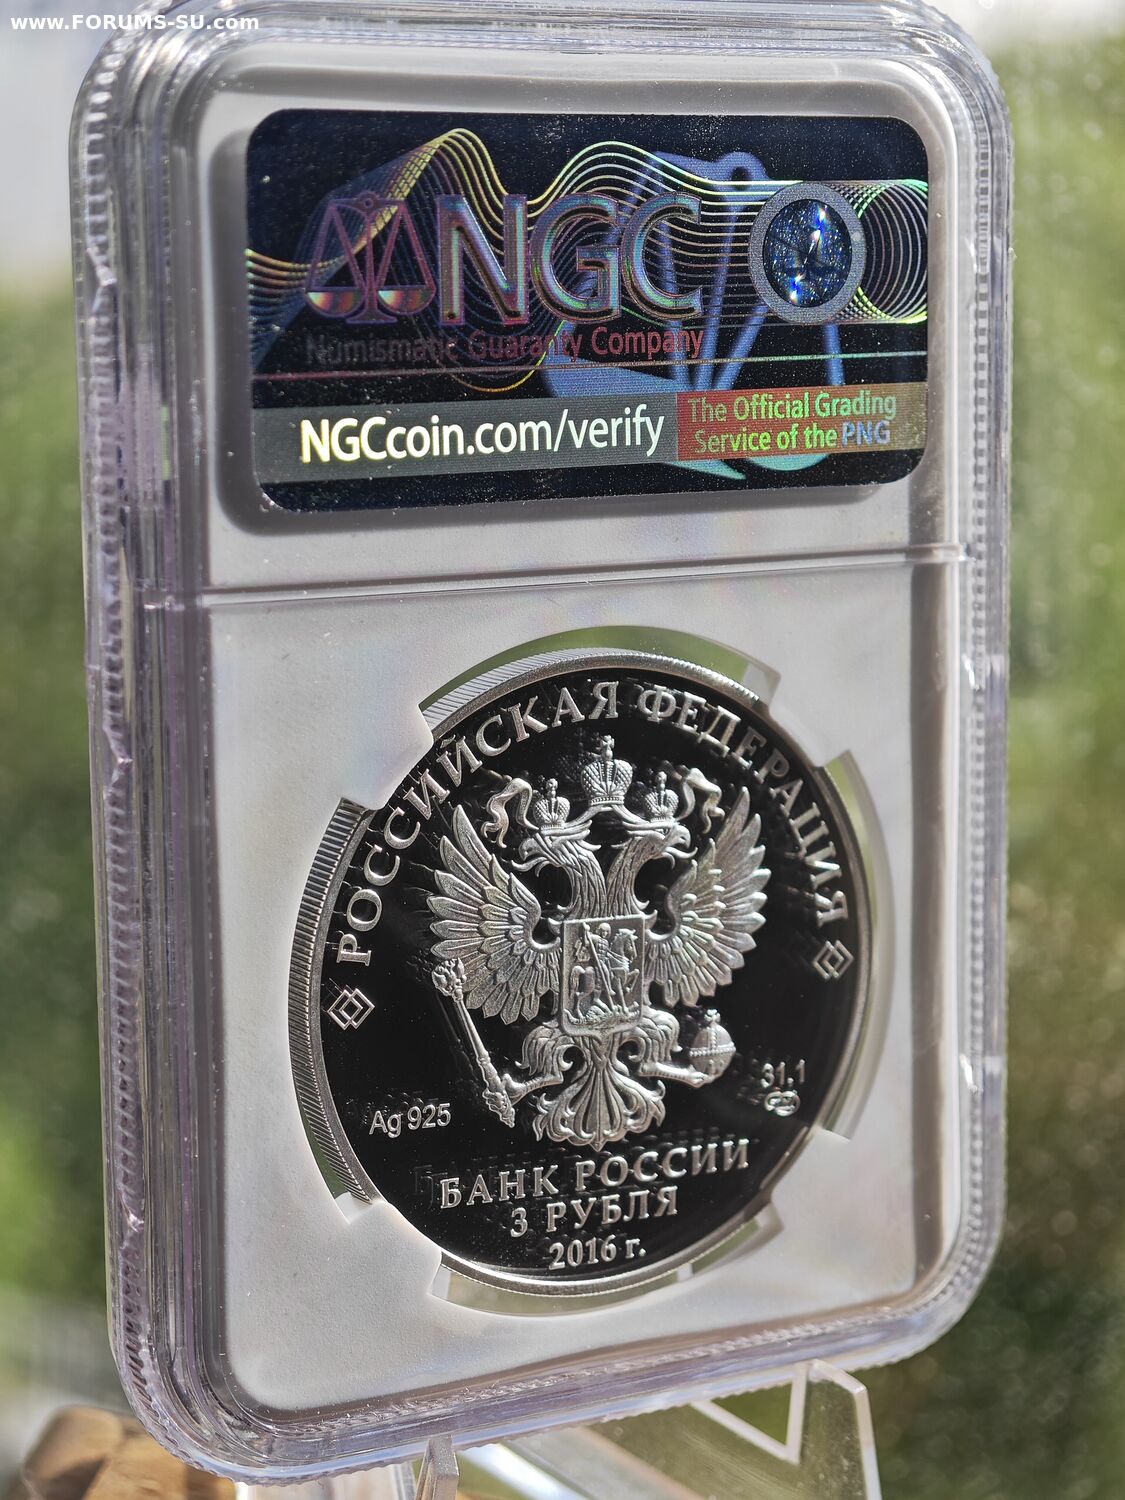 www.FORUMS-SU.com
NGC
Numismatic Guaranty Company
NGCcoin.com/verify
The Official Grading
Service of the PNG
РОССИЙСКАЯ ФЕДЕРАЦИЯ
Ag 925
31.1
БАНК РОССИИ
3 РУБЛЯ
2016 г.